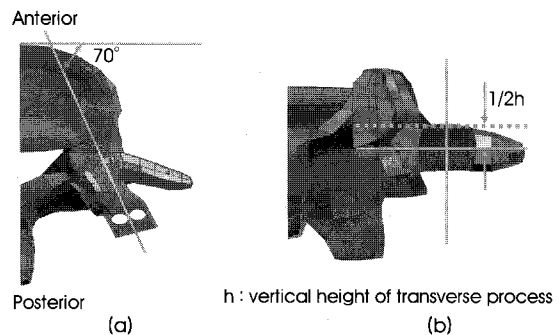 Anterior
70°
1/2h
Posterior
h : vertical height of transverse process
(a)
(b)